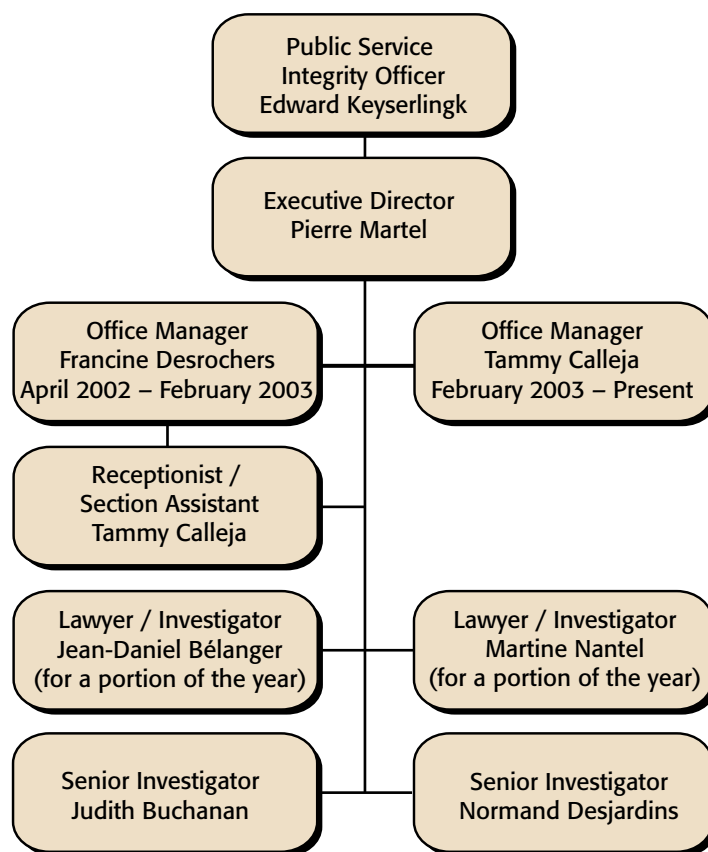 Public Service
Integrity Officer
Edward Keyserlingk
Executive Director
Pierre Martel
Office Manager
Francine Desrochers
April 2002 – February 2003
Office Manager
Tammy Calleja
February 2003 – Present
Receptionist /
Section Assistant
Tammy Calleja
Lawyer / Investigator
Jean-Daniel Bélanger
(for a portion of the year)
Lawyer / Investigator
Martine Nantel
(for a portion of the year)
Senior Investigator
Judith Buchanan
Senior Investigator
Normand Desjardins